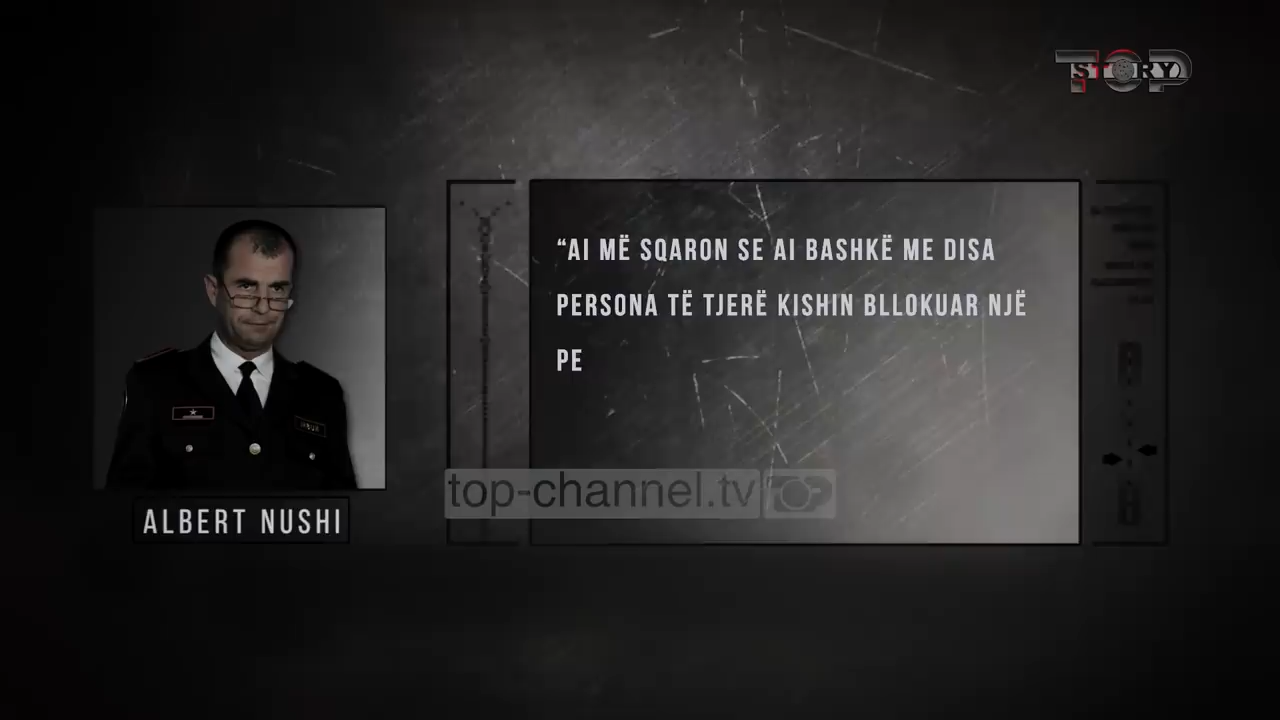 TOP STORY
“AI MË SQARON SE AI BASHKË ME DISA
PERSONA TË TJERË KISHIN BLLOKUAR NJË
PE
top-channel.tv
ALBERT NUSHI